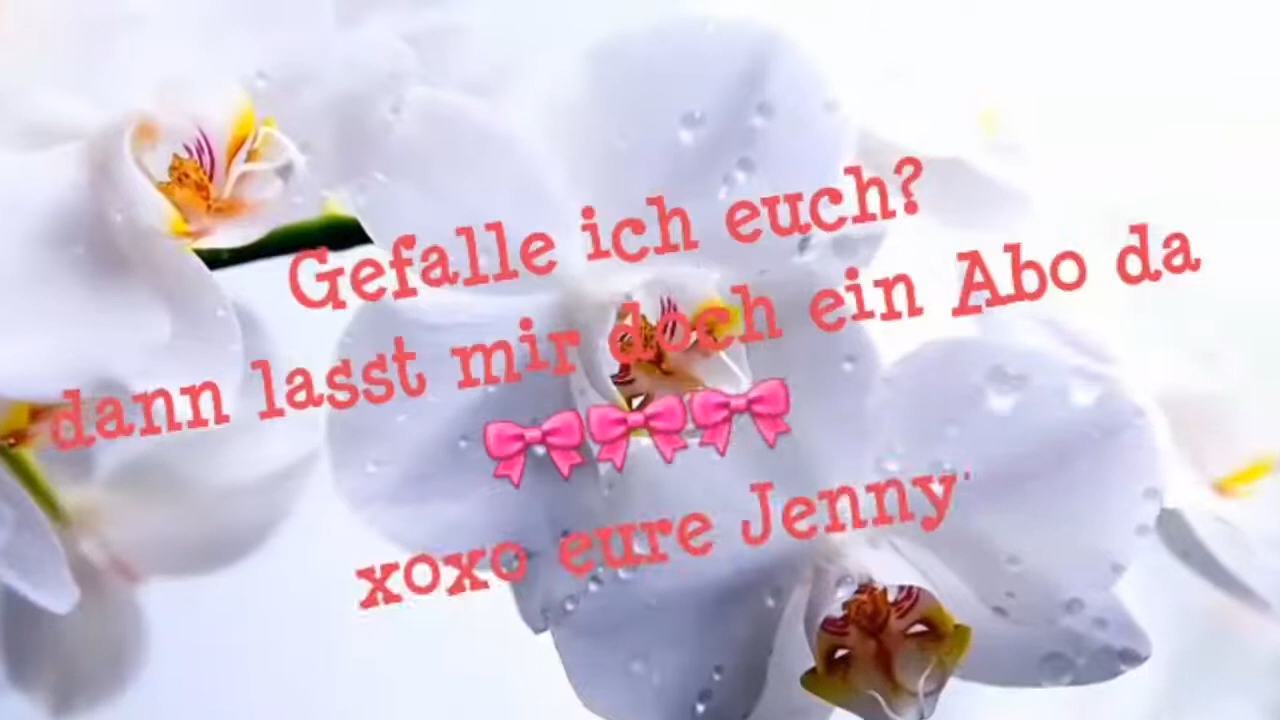 Gefalle ich euch?
dann lasst mir doch ein Abo da
🎀🎀🎀
xoxo eure Jenny